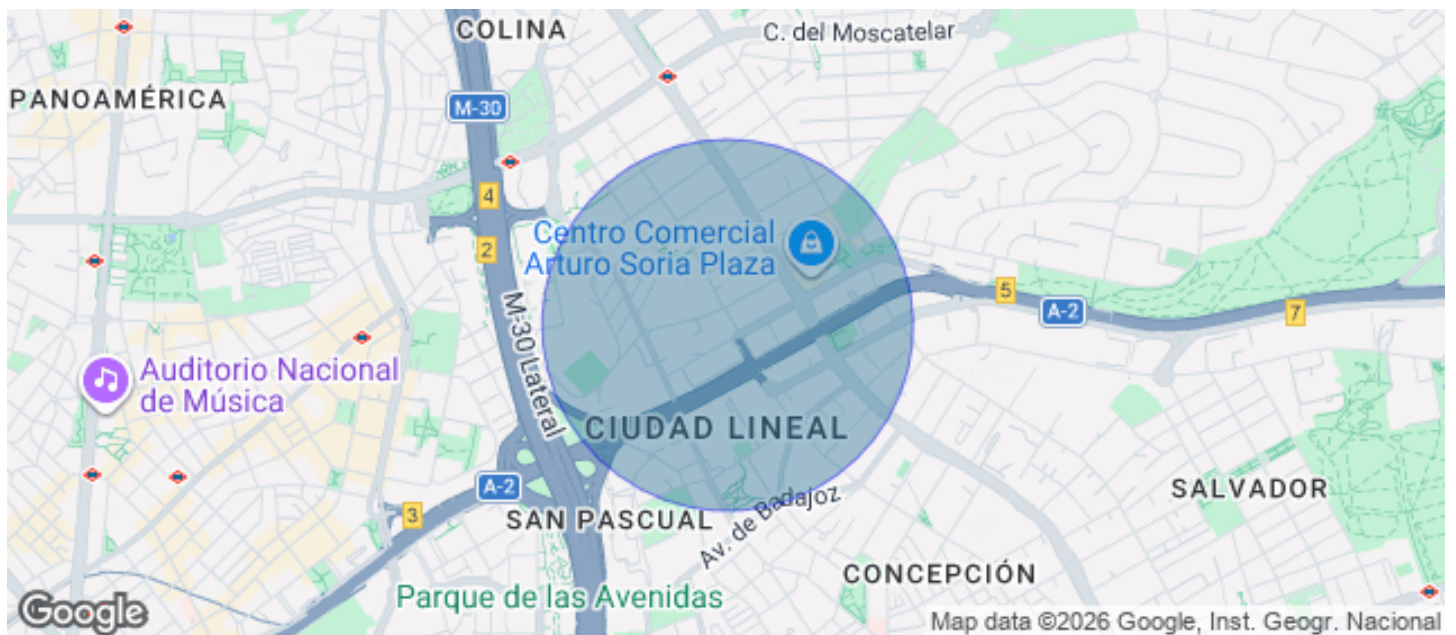 COLINA
C. del Moscatelar
PANOAMÉRICA
M-30
4
Centro Comercial
Arturo Soria Plaza
2
M-30 Lateral
5
A-2
7
Auditorio Nacional
de Música
CIUDAD LINEAL
A-2
SALVADOR
3
SAN PASCUAL
Av. de Badajoz
CONCEPCIÓN
Parque de las Avenidas
Google
Map data ©2026 Google, Inst. Geogr. Nacional